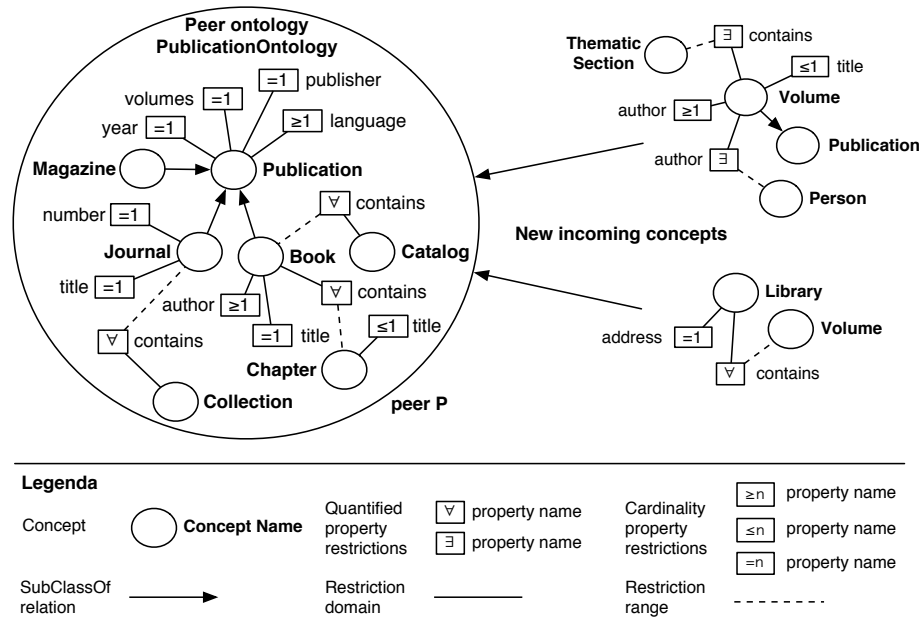 Peer ontology
PublicationOntology
=1 publisher
volumes =1
year =1
≥1 language
Magazine
Publication
∀ contains
number =1
Journal
Book
Catalog
title =1
author ≥1
∀ contains
=1 title
≤1 title
∀ contains
Chapter
Collection
peer P
Thematic
Section
∃ contains
≤1 title
Volume
author ≥1
Publication
author ∃
Person
New incoming concepts
Library
Volume
address =1
∀ contains
Legenda
Concept
Concept Name
Quantified
property
restrictions
∀ property name
∃ property name
Cardinality
property
restrictions
≥n property name
≤n property name
=n property name
SubClassOf
relation
Restriction
domain
Restriction
range